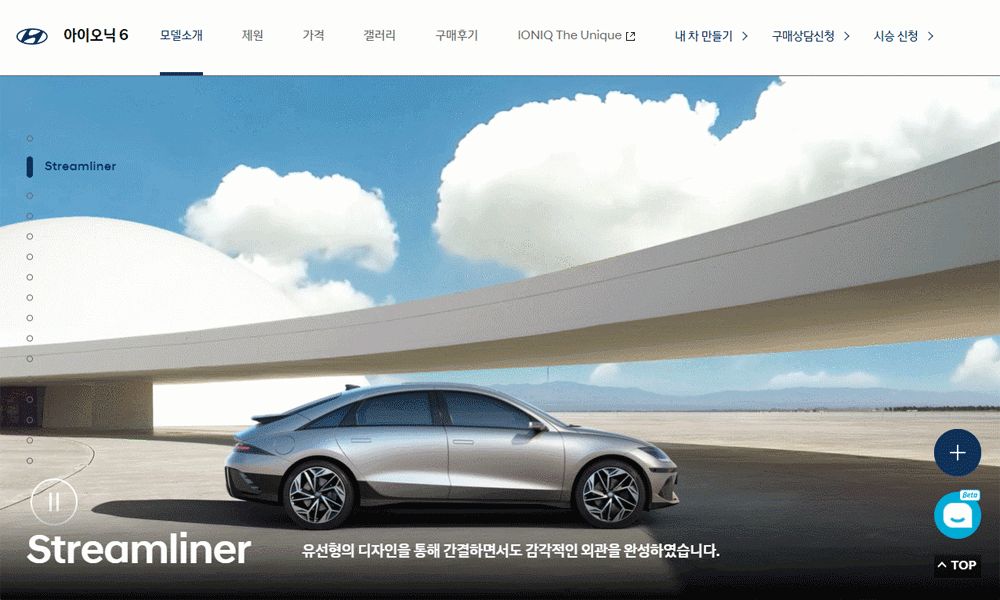 아이오닉 6
모델소개
제원
가격
갤러리
구매후기
IONIQ The Unique
내 차 만들기
구매상담신청
시승 신청
Streamliner
Streamliner
유선형의 디자인을 통해 간결하면서도 감각적인 외관을 완성하였습니다.
Beta
TOP